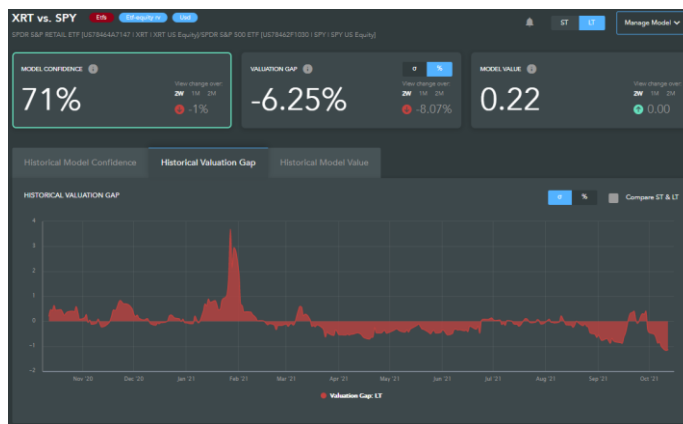 XRT vs. SPY Etfs Etf-equity rv Usd ST LT Manage Model
SPDR S&P RETAIL ETF [US78464A7147 | XRT | XRT US Equity]/SPDR S&P 500 ETF [US78462F1030 | SPY | SPY US Equity]
MODEL CONFIDENCE
71%
View change over:
2W 1M 2M
-1%
VALUATION GAP
σ %
-6.25%
View change over:
2W 1M 2M
-8.07%
MODEL VALUE
0.22
View change over:
2W 1M 2M
0.00
Historical Model Confidence Historical Valuation Gap Historical Model Value
HISTORICAL VALUATION GAP σ % Compare ST & LT
4
3
2
1
0
-1
-2
Nov '20 Dec '20 Jan '21 Feb '21 Mar '21 Apr '21 May '21 Jun '21 Jul '21 Aug '21 Sep '21 Oct '21
Valuation Gap: LT